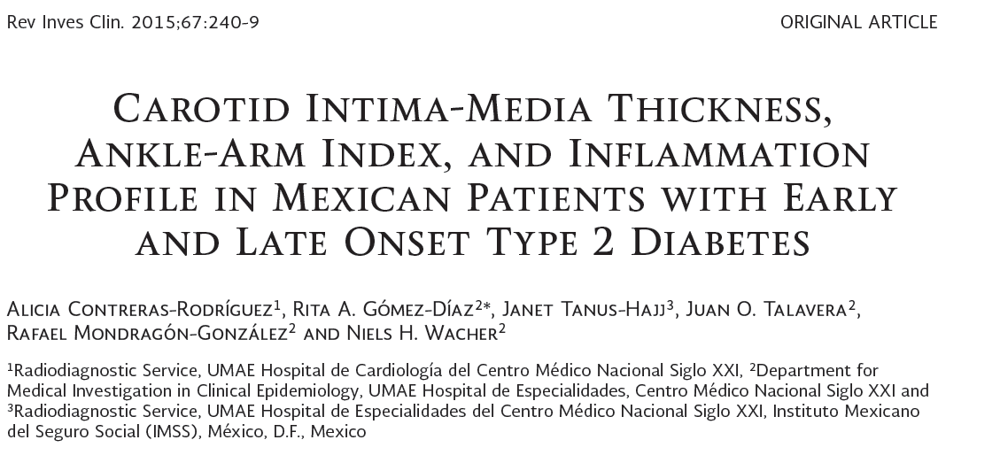 Rev Inves Clin. 2015;67:240-9
ORIGINAL ARTICLE
Carotid Intima-Media Thickness,
Ankle-Arm Index, and Inflammation
Profile in Mexican Patients with Early
and Late Onset Type 2 Diabetes
Alicia Contreras-Rodríguez1, Rita A. Gómez-Díaz2*, Janet Tanus-Hajj3, Juan O. Talavera2,
Rafael Mondragón-González2 and Niels H. Wacher2
1Radiodiagnostic Service, UMAE Hospital de Cardiología del Centro Médico Nacional Siglo XXI, 2Department for
Medical Investigation in Clinical Epidemiology, UMAE Hospital de Especialidades, Centro Médico Nacional Siglo XXI and
3Radiodiagnostic Service, UMAE Hospital de Especialidades del Centro Médico Nacional Siglo XXI, Instituto Mexicano
del Seguro Social (IMSS), México, D.F., Mexico